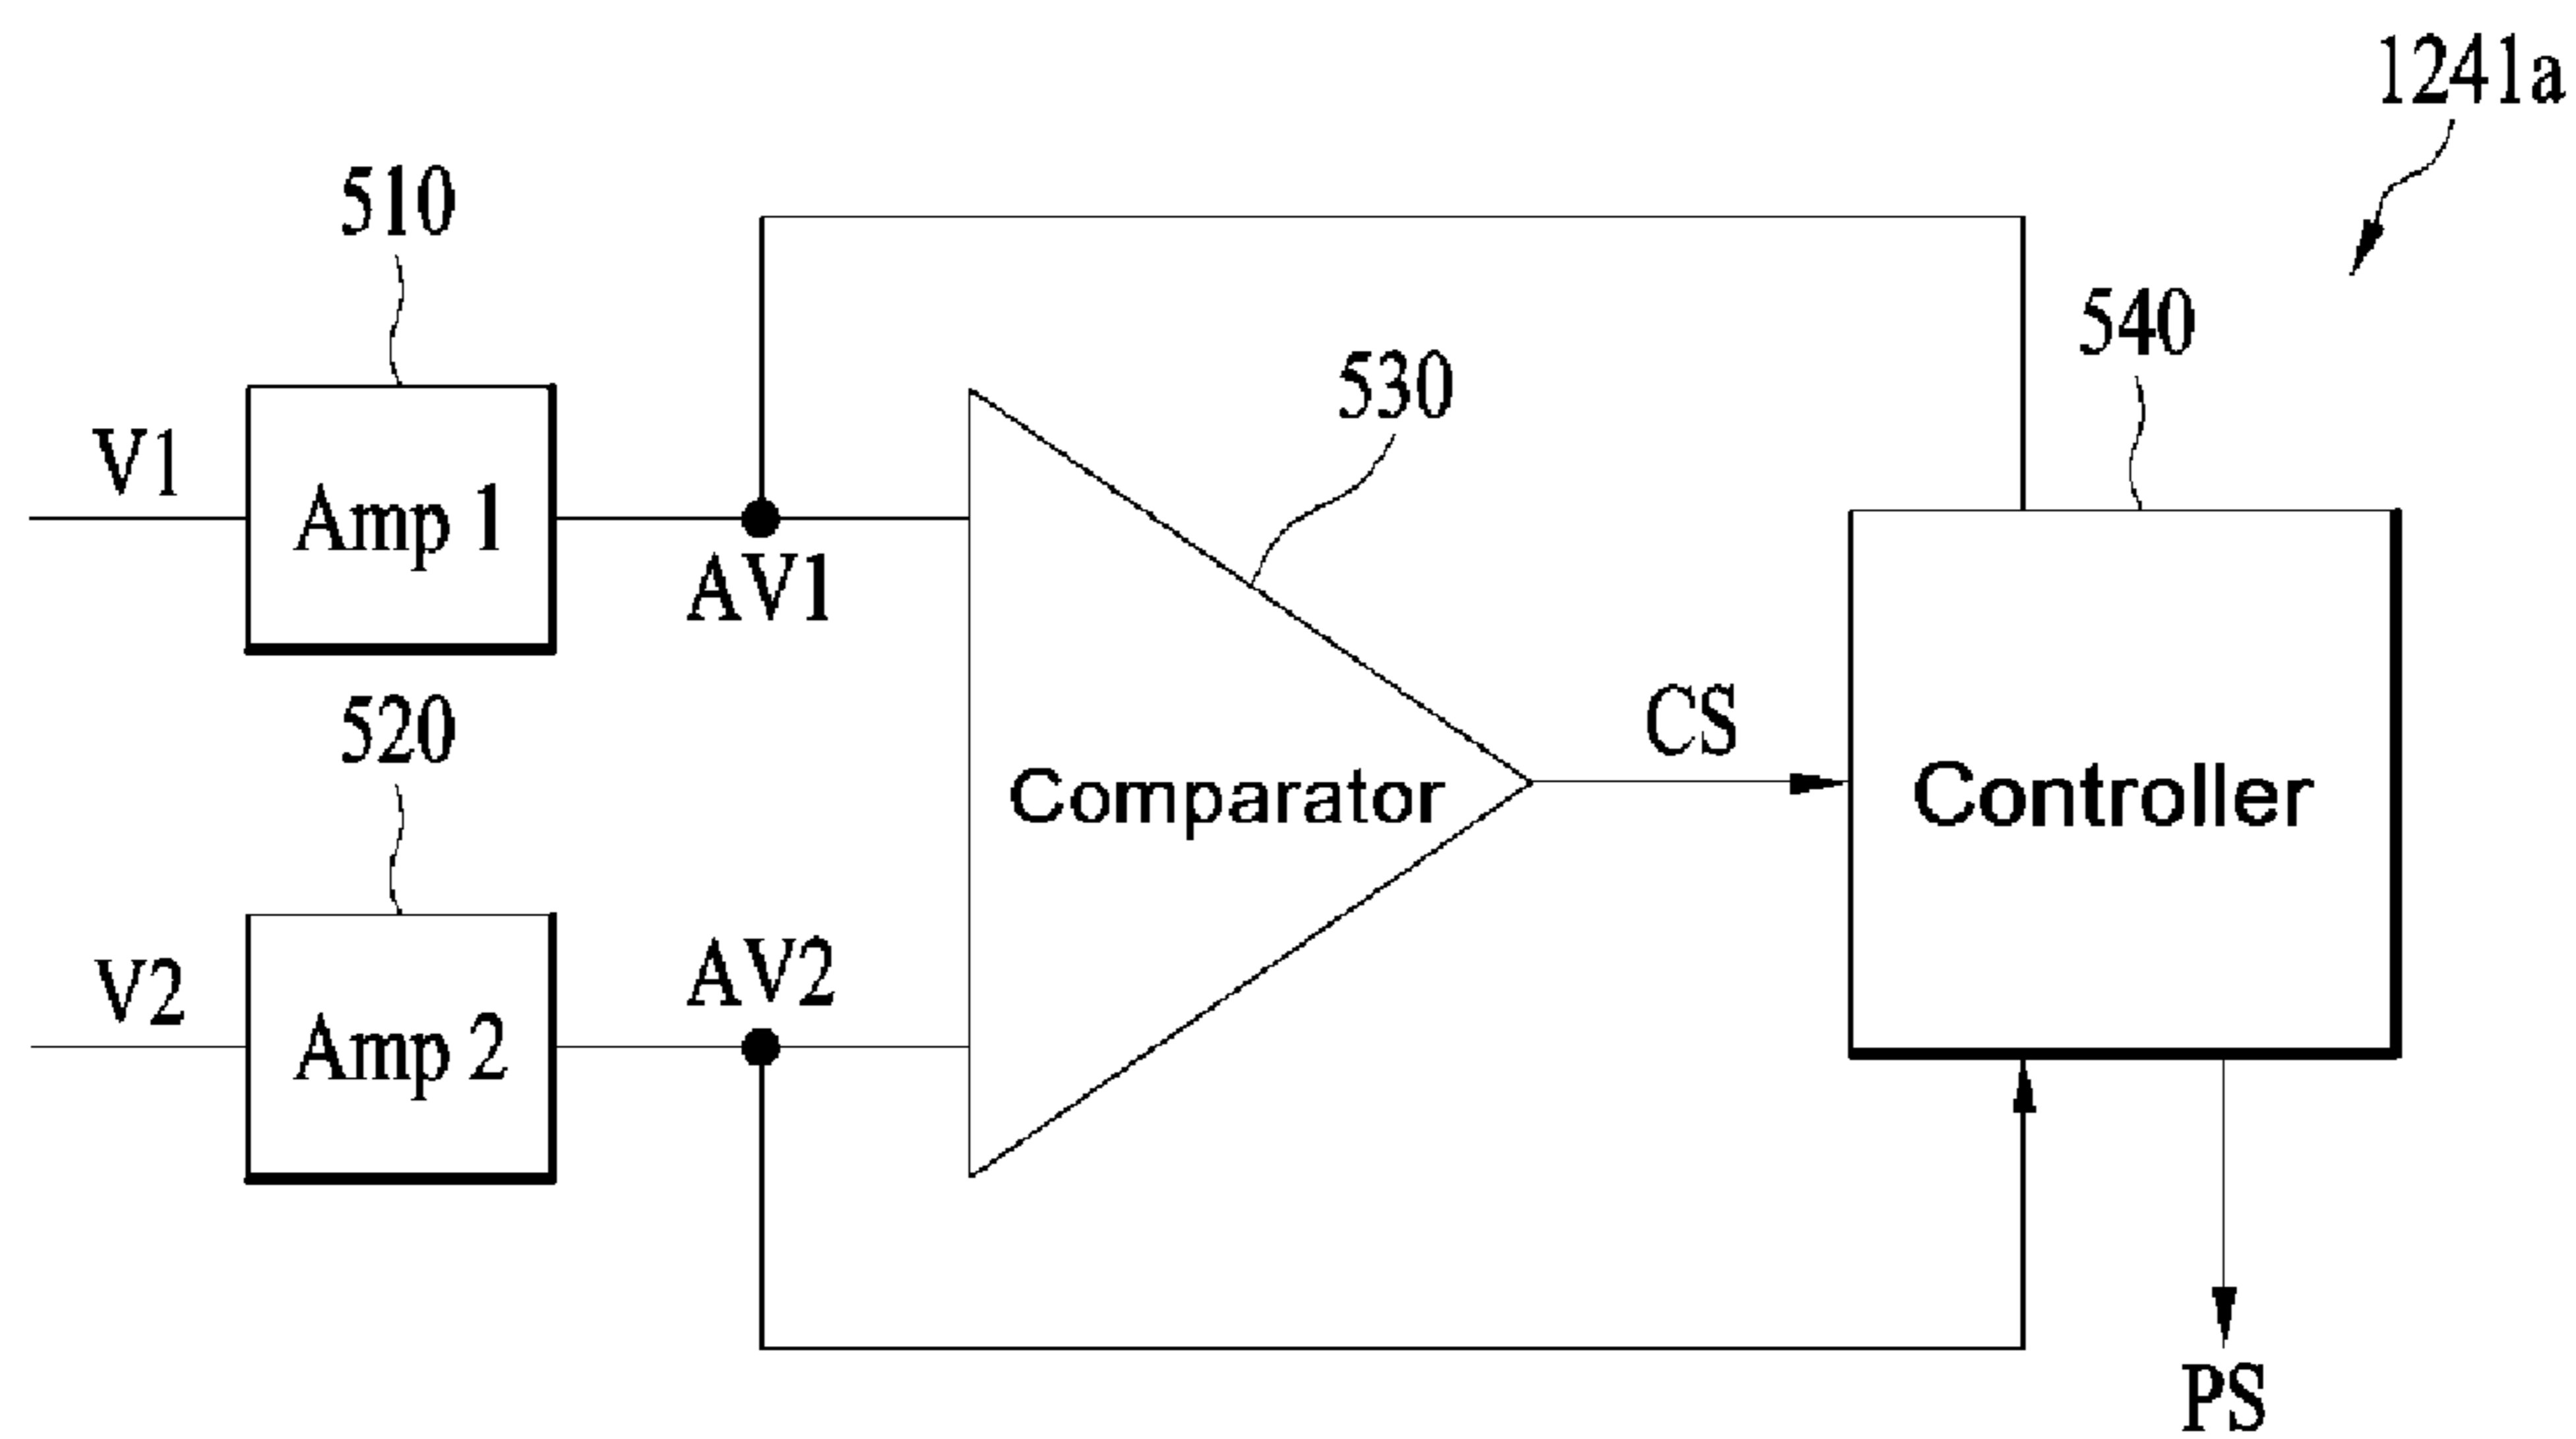 1241a
510
V1
Amp 1
AV1
530
540
520
V2
Amp 2
AV2
Comparator
CS
Controller
PS